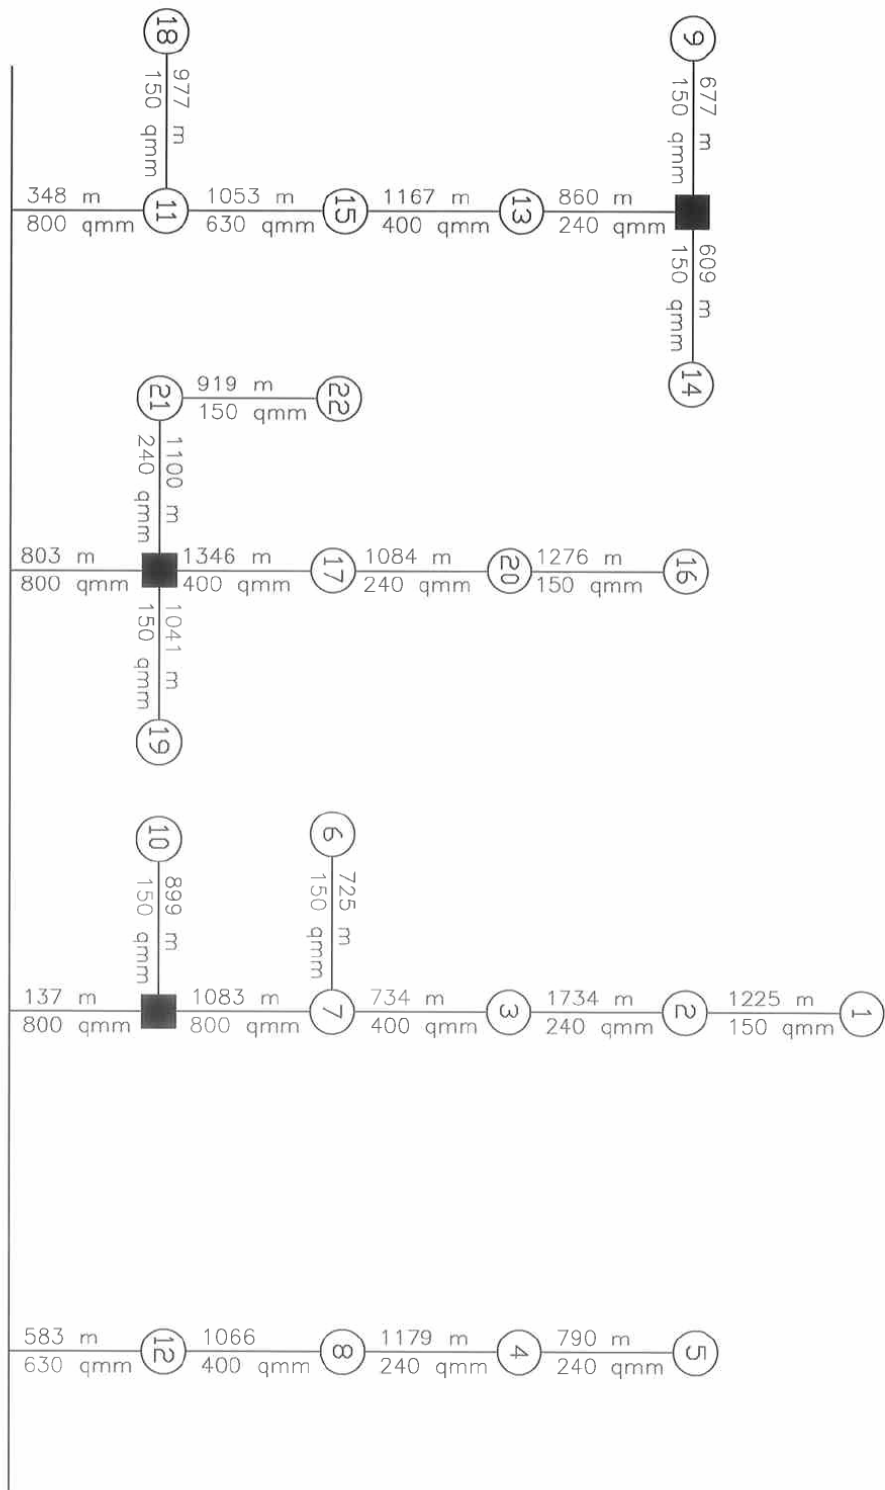 18
977 m
150 qmm
9
677 m
150 qmm
348 m
800 qmm
11
1053 m
630 qmm
15
1167 m
400 qmm
13
860 m
240 qmm
609 m
150 qmm
14
21
919 m
150 qmm
22
1100 m
240 qmm
803 m
800 qmm
1346 m
400 qmm
17
1084 m
240 qmm
20
1276 m
150 qmm
16
1041 m
150 qmm
19
10
899 m
150 qmm
6
725 m
150 qmm
137 m
800 qmm
1083 m
800 qmm
7
734 m
400 qmm
3
1734 m
240 qmm
2
1225 m
150 qmm
1
583 m
630 qmm
12
1066
400 qmm
8
1179 m
240 qmm
4
790 m
240 qmm
5